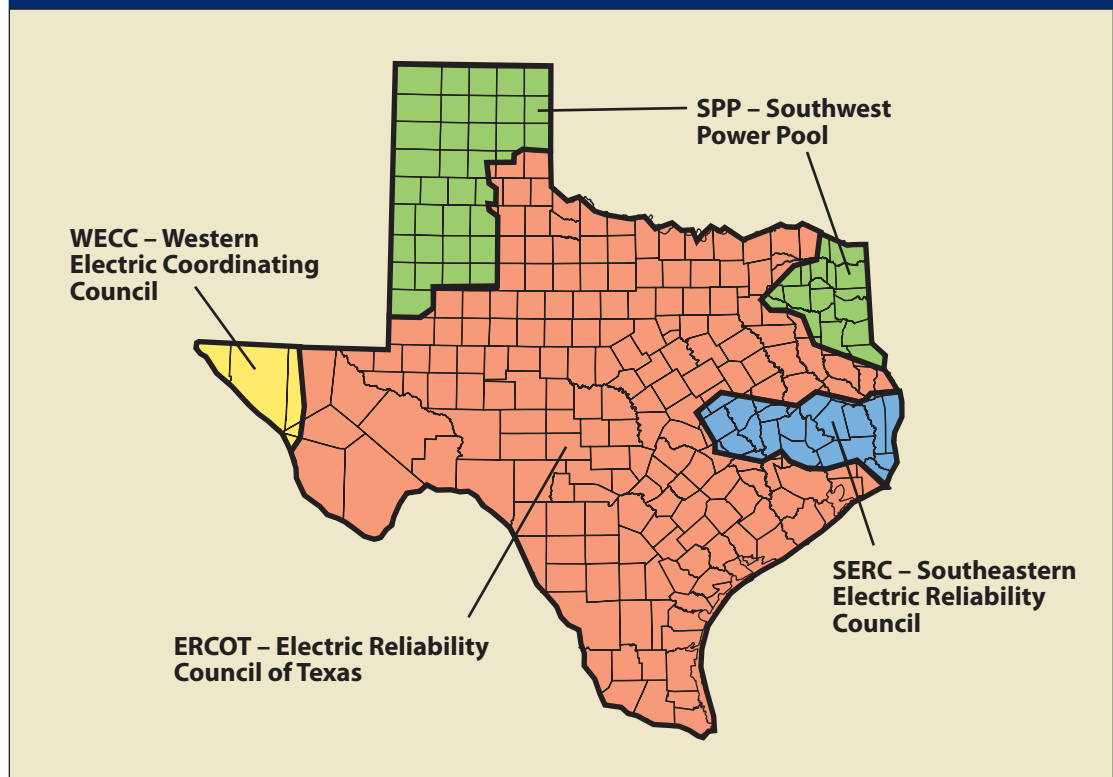 SPP – Southwest
Power Pool
WECC – Western
Electric Coordinating
Council
SERC – Southeastern
Electric Reliability
Council
ERCOT – Electric Reliability
Council of Texas